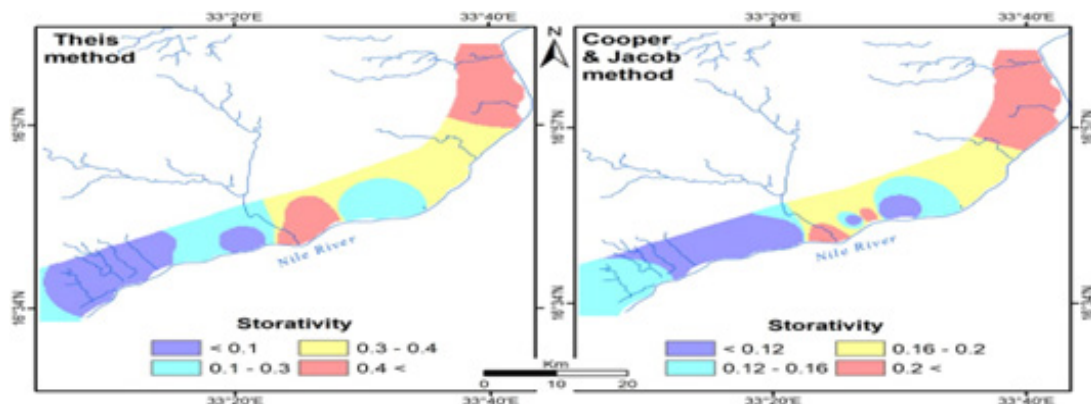 33°20'
33°40'
33°20'
33°40'
Theis
method
N
Cooper
& Jacob
method
16°57'
16°57'
16°34'
16°34'
Nile River
Nile River
Storativity
< 0.1
0.3 - 0.4
0.1 - 0.3
0.4 <
Storativity
< 0.12
0.16 - 0.2
0.12 - 0.16
0.2 <
Km
0 10 20
33°20'
33°40'
33°20'
33°40'